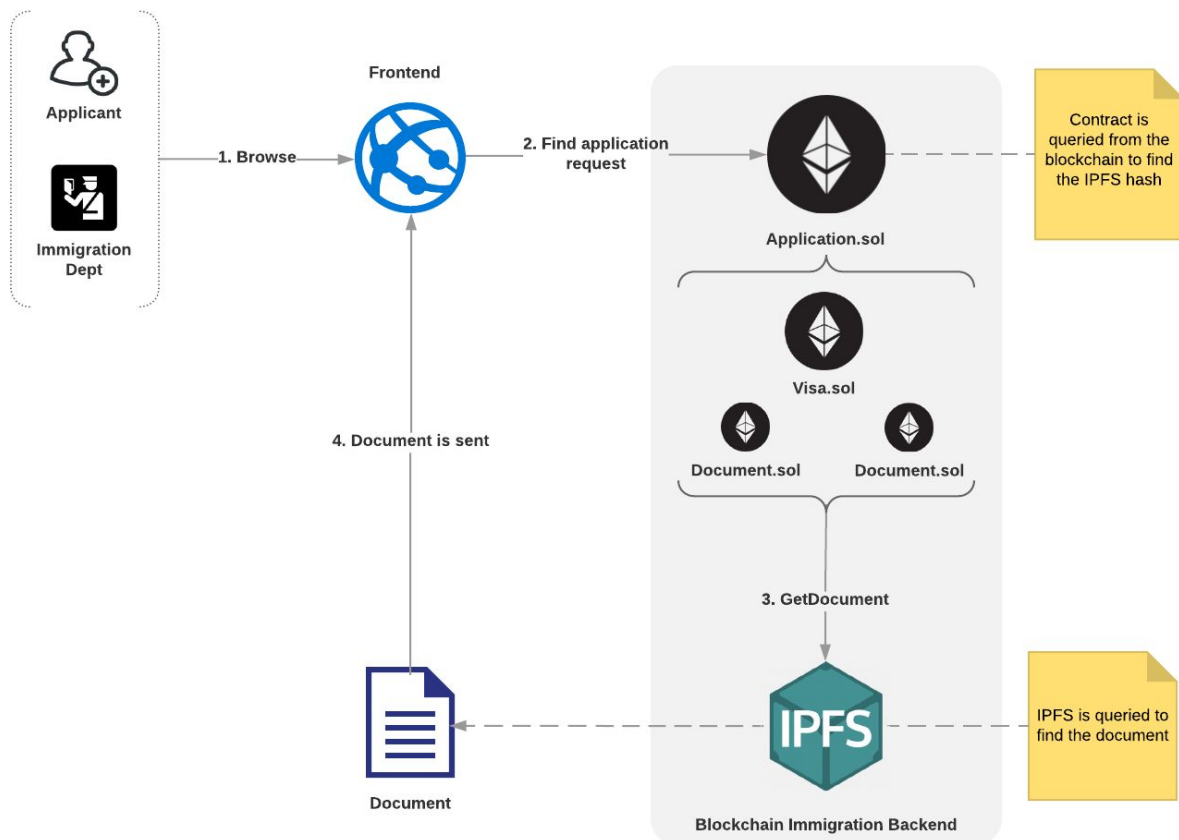 Applicant
Immigration
Dept
1. Browse
Frontend
2. Find application
request
Application.sol
Contract is
queried from the
blockchain to find
the IPFS hash
Visa.sol
Document.sol
Document.sol
4. Document is sent
3. GetDocument
Document
IPFS
IPFS is queried to
find the document
Blockchain Immigration Backend